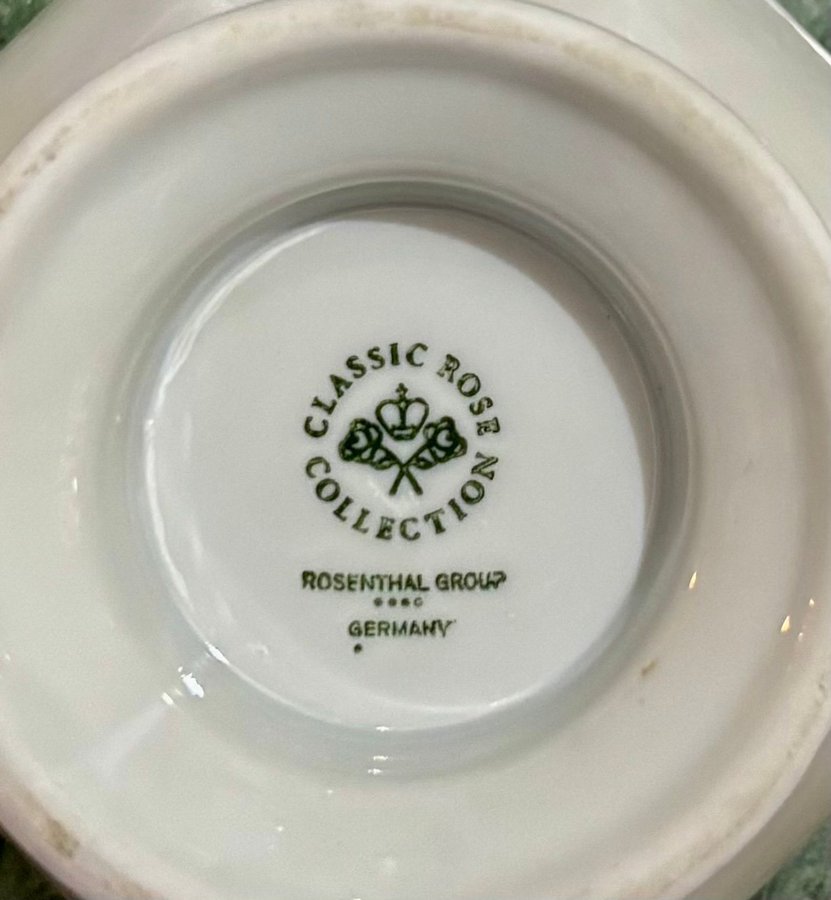 CLASSIC ROSE
COLLECTION
ROSENTHAL GROUP
GERMANY